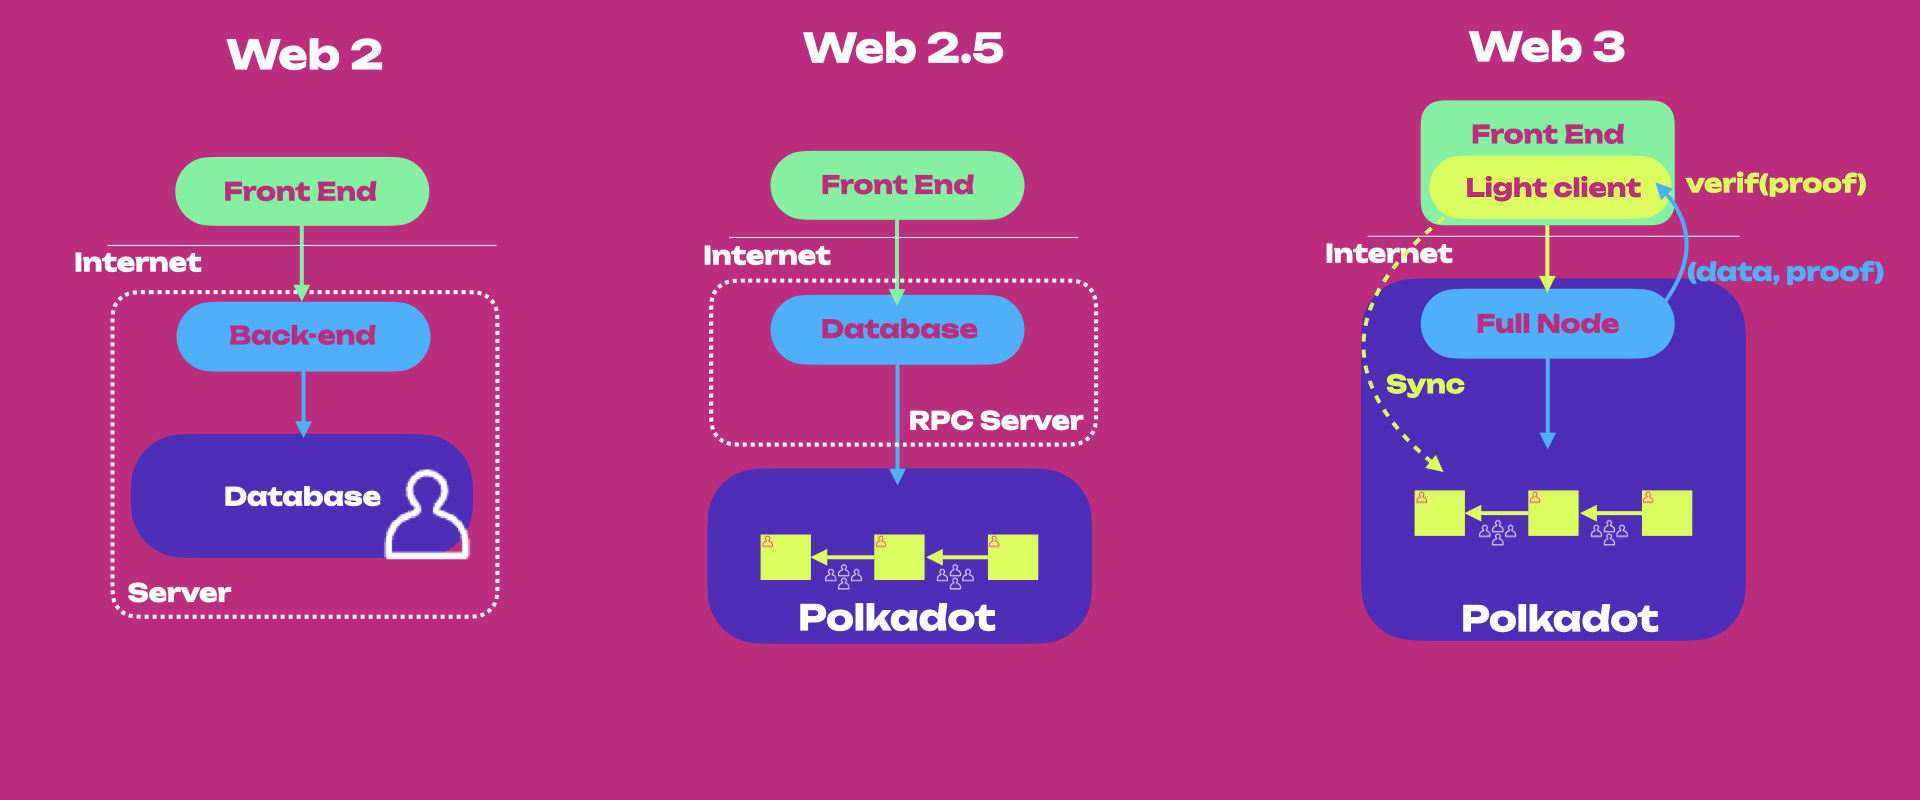 Web 2
Front End
Internet
Back-end
Database
Server
Web 2.5
Front End
Internet
Database
RPC Server
Polkadot
Web 3
Front End
Light client
verif(proof)
Internet
(data, proof)
Full Node
Sync
Polkadot